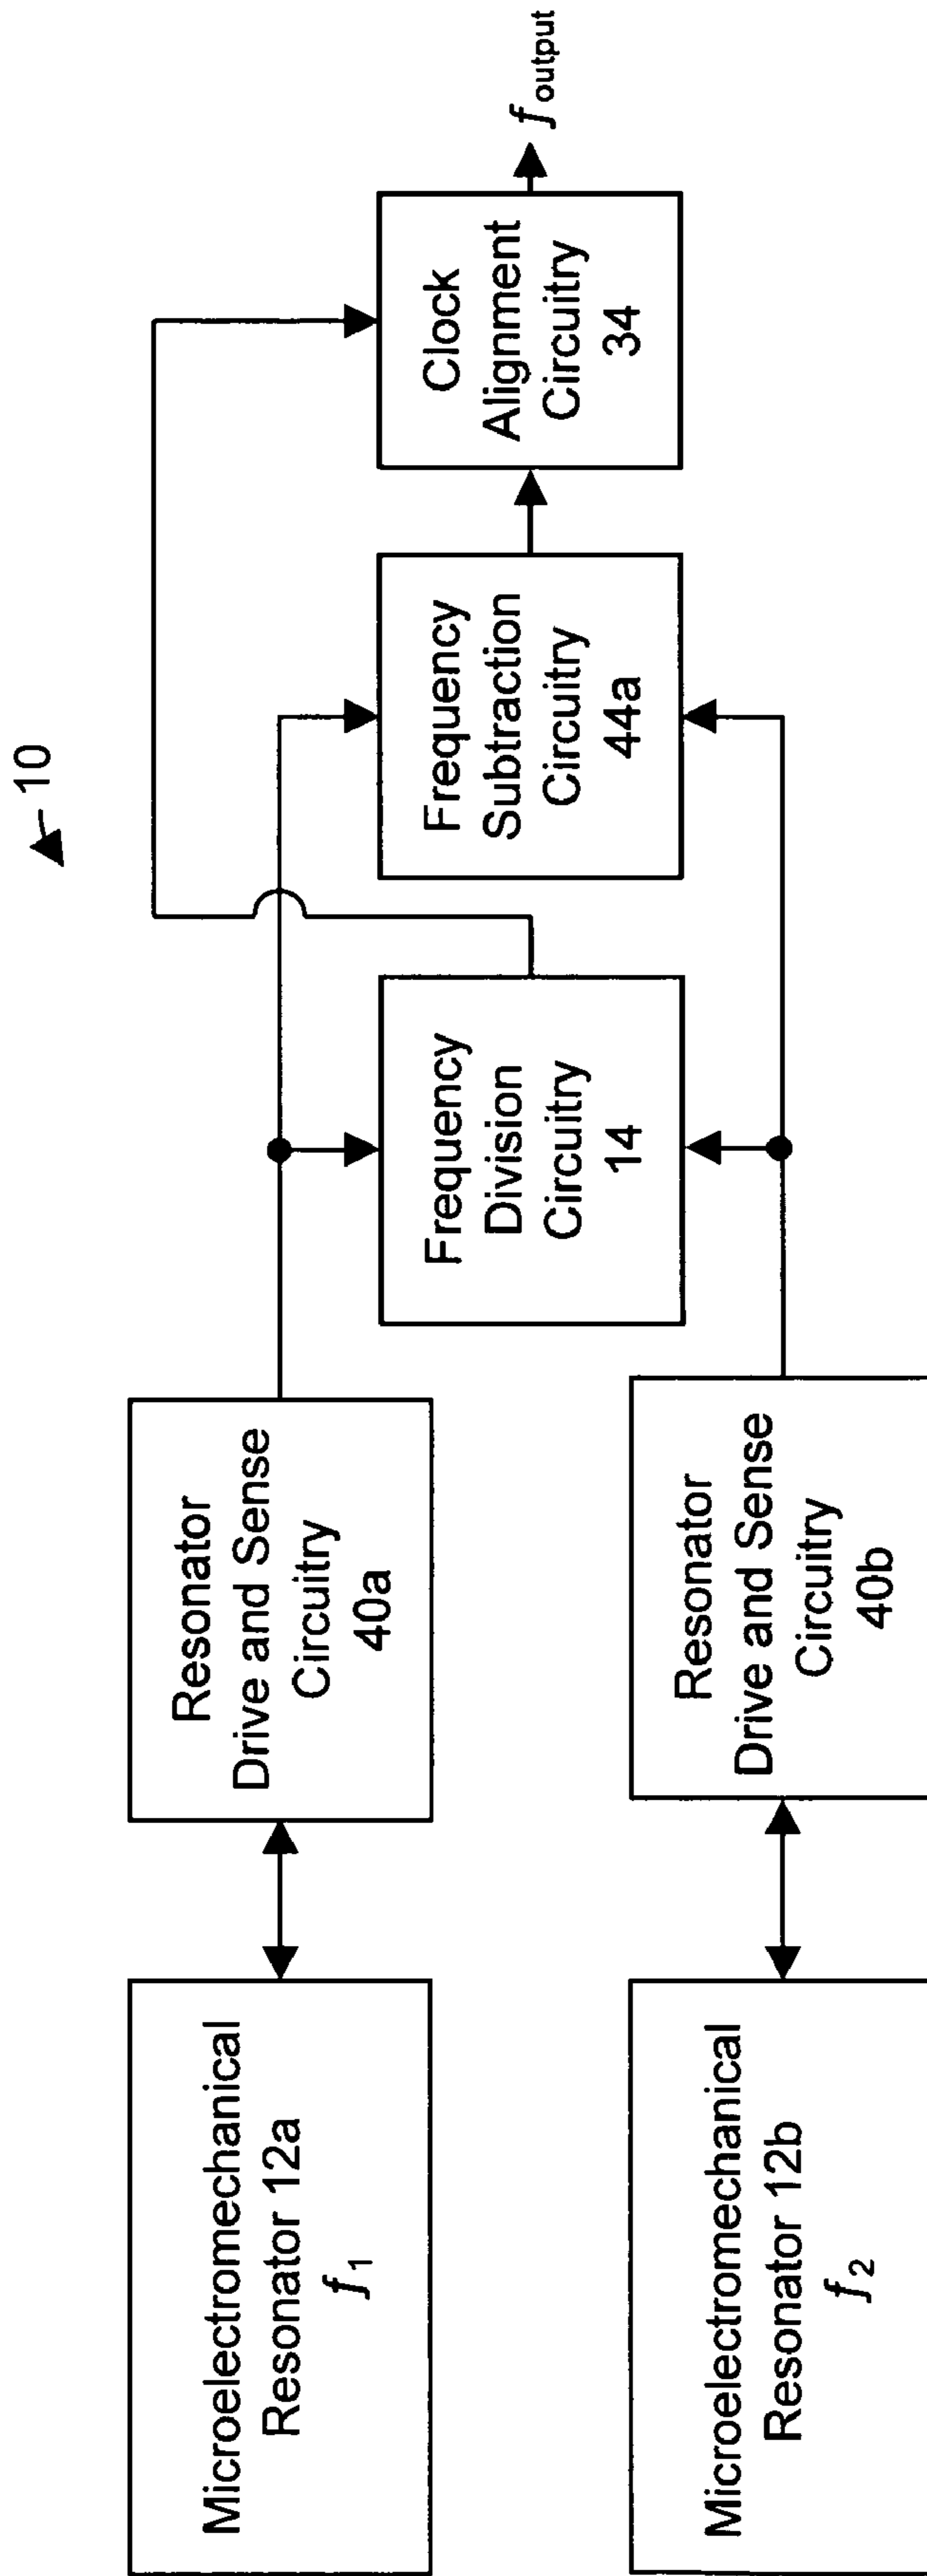 10
Microelectromechanical
Resonator 12a
f1
Resonator
Drive and Sense
Circuitry
40a
Frequency
Division
Circuitry
14
Frequency
Subtraction
Circuitry
44a
Clock
Alignment
Circuitry
34
f output
Microelectromechanical
Resonator 12b
f2
Resonator
Drive and Sense
Circuitry
40b